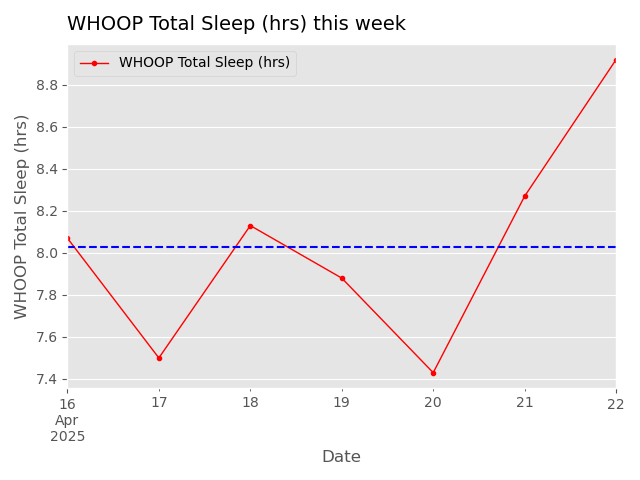 WHOOP Total Sleep (hrs) this week
WHOOP Total Sleep (hrs)
WHOOP Total Sleep (hrs)
8.8
8.6
8.4
8.2
8.0
7.8
7.6
7.4
16 17 18 19 20 21 22
Apr
2025
Date